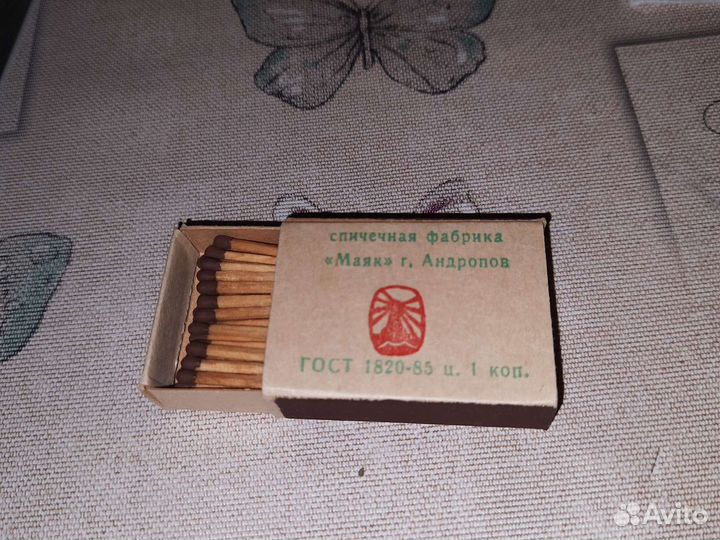 спичечная фабрика
«Маяк» г. Андропов
ГОСТ 1820-85 ц. 1 коп.
Avito